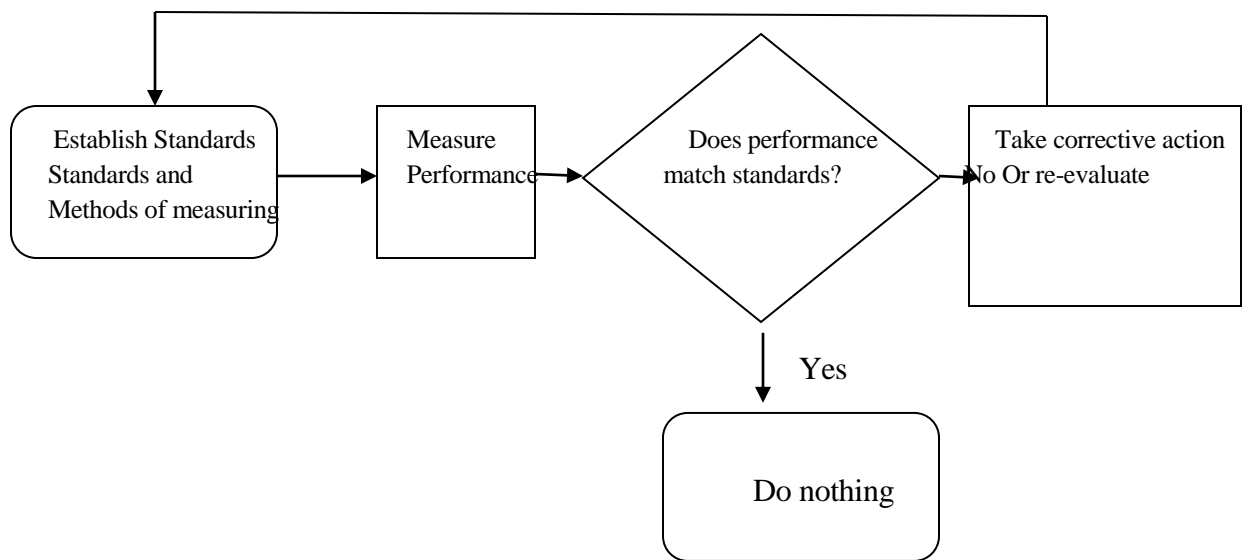 Establish Standards
Standards and
Methods of measuring
Measure
Performance
Does performance
match standards?
Take corrective action
No Or re-evaluate
Yes
Do nothing